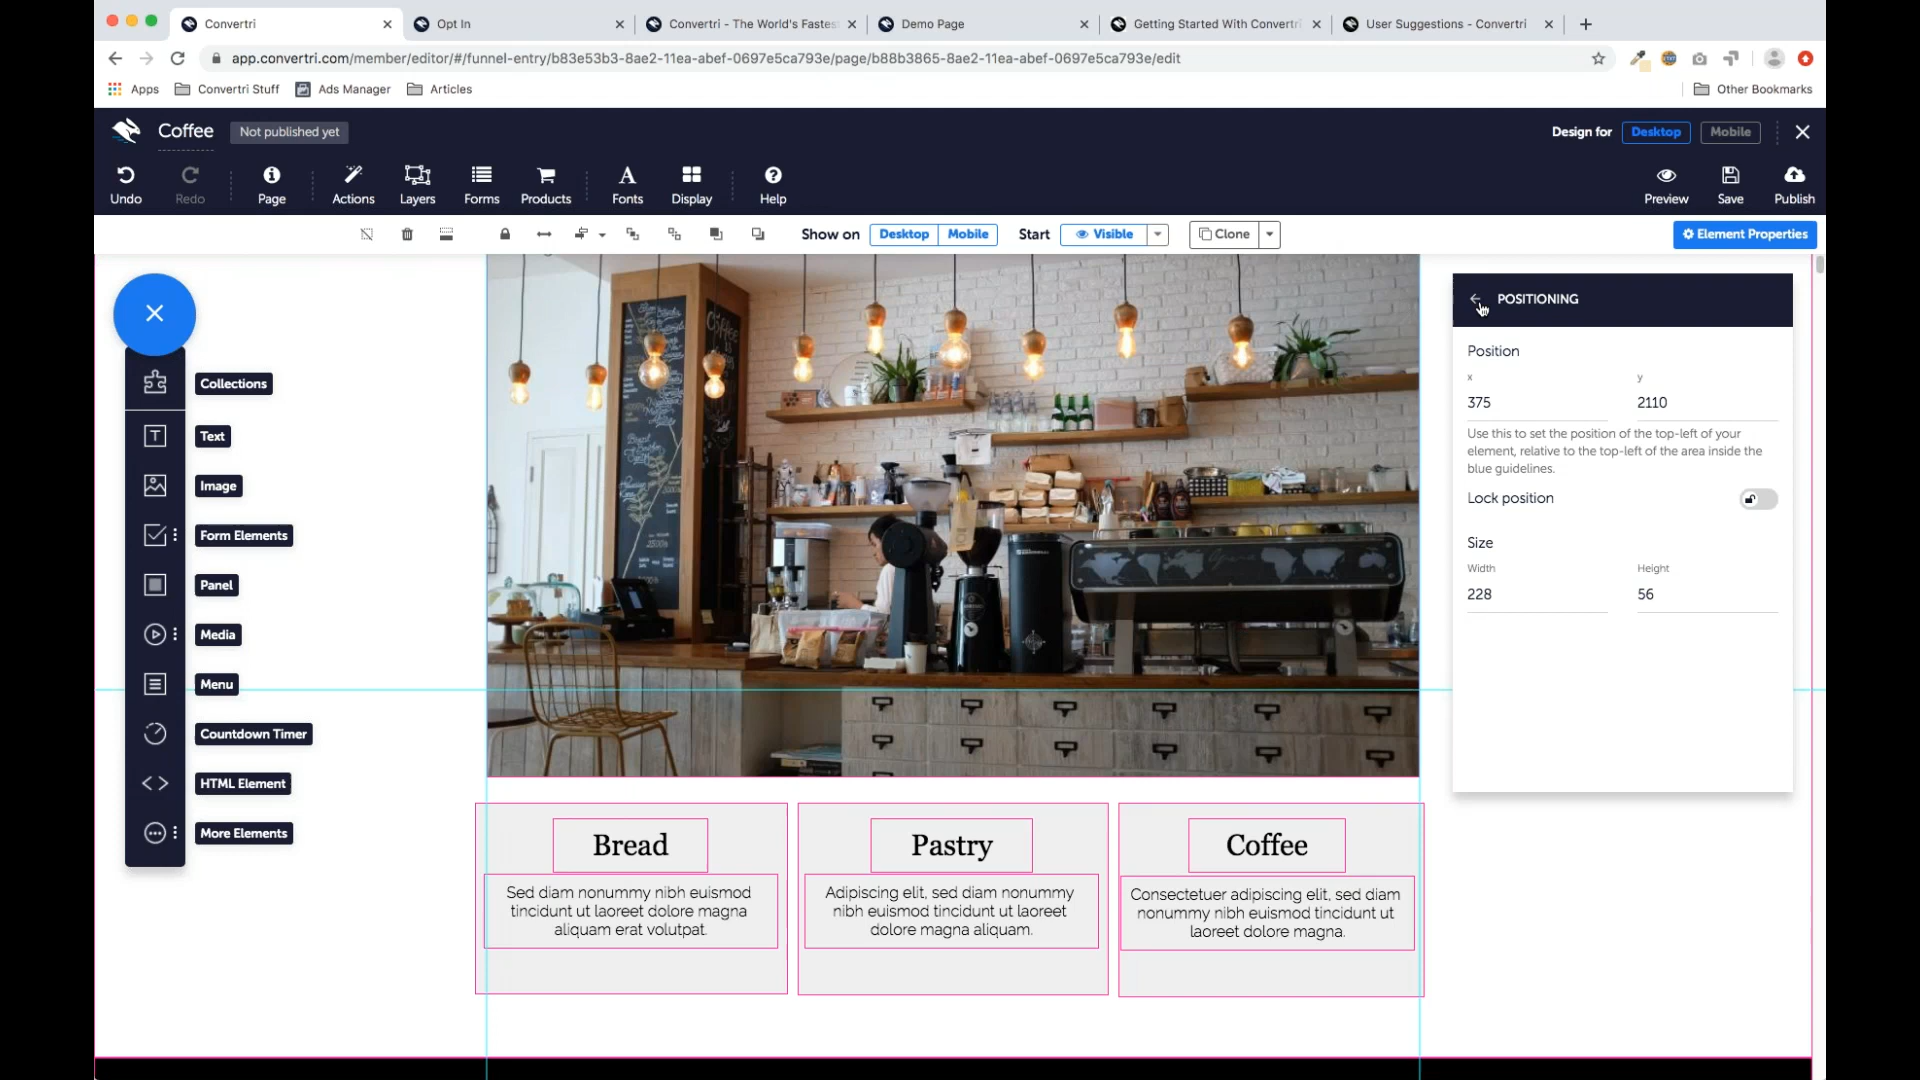 Convertri
Opt In
Convertri - The World's Fastes
Demo Page
Getting Started With Convertri
User Suggestions - Convertri
app.convertri.com/member/editor/#/funnel-entry/b83e53b3-8ae2-11ea-abef-0697e5ca793e/page/b88b3865-8ae2-11ea-abef-0697e5ca793e/edit
Apps
Convertri Stuff
Ads Manager
Articles
Other Bookmarks
Coffee
Not published yet
Design for
Desktop
Mobile
Undo
Redo
Page
Actions
Layers
Forms
Products
Fonts
Display
Help
Preview
Save
Publish
Show on
Desktop
Mobile
Start
Visible
Clone
Element Properties
Collections
Text
Image
Form Elements
Panel
Media
Menu
Countdown Timer
HTML Element
More Elements
POSITIONING
Position
x
y
375
2110
Use this to set the position of the top-left of your
element, relative to the top-left of the area inside the
blue guidelines.
Lock position
Size
Width
Height
228
56
Bread
Sed diam nonummy nibh euismod
tincidunt ut laoreet dolore magna
aliquam erat volutpat.
Pastry
Adipiscing elit, sed diam nonummy
nibh euismod tincidunt ut laoreet
dolore magna aliquam.
Coffee
Consectetuer adipiscing elit, sed diam
nonummy nibh euismod tincidunt ut
laoreet dolore magna.